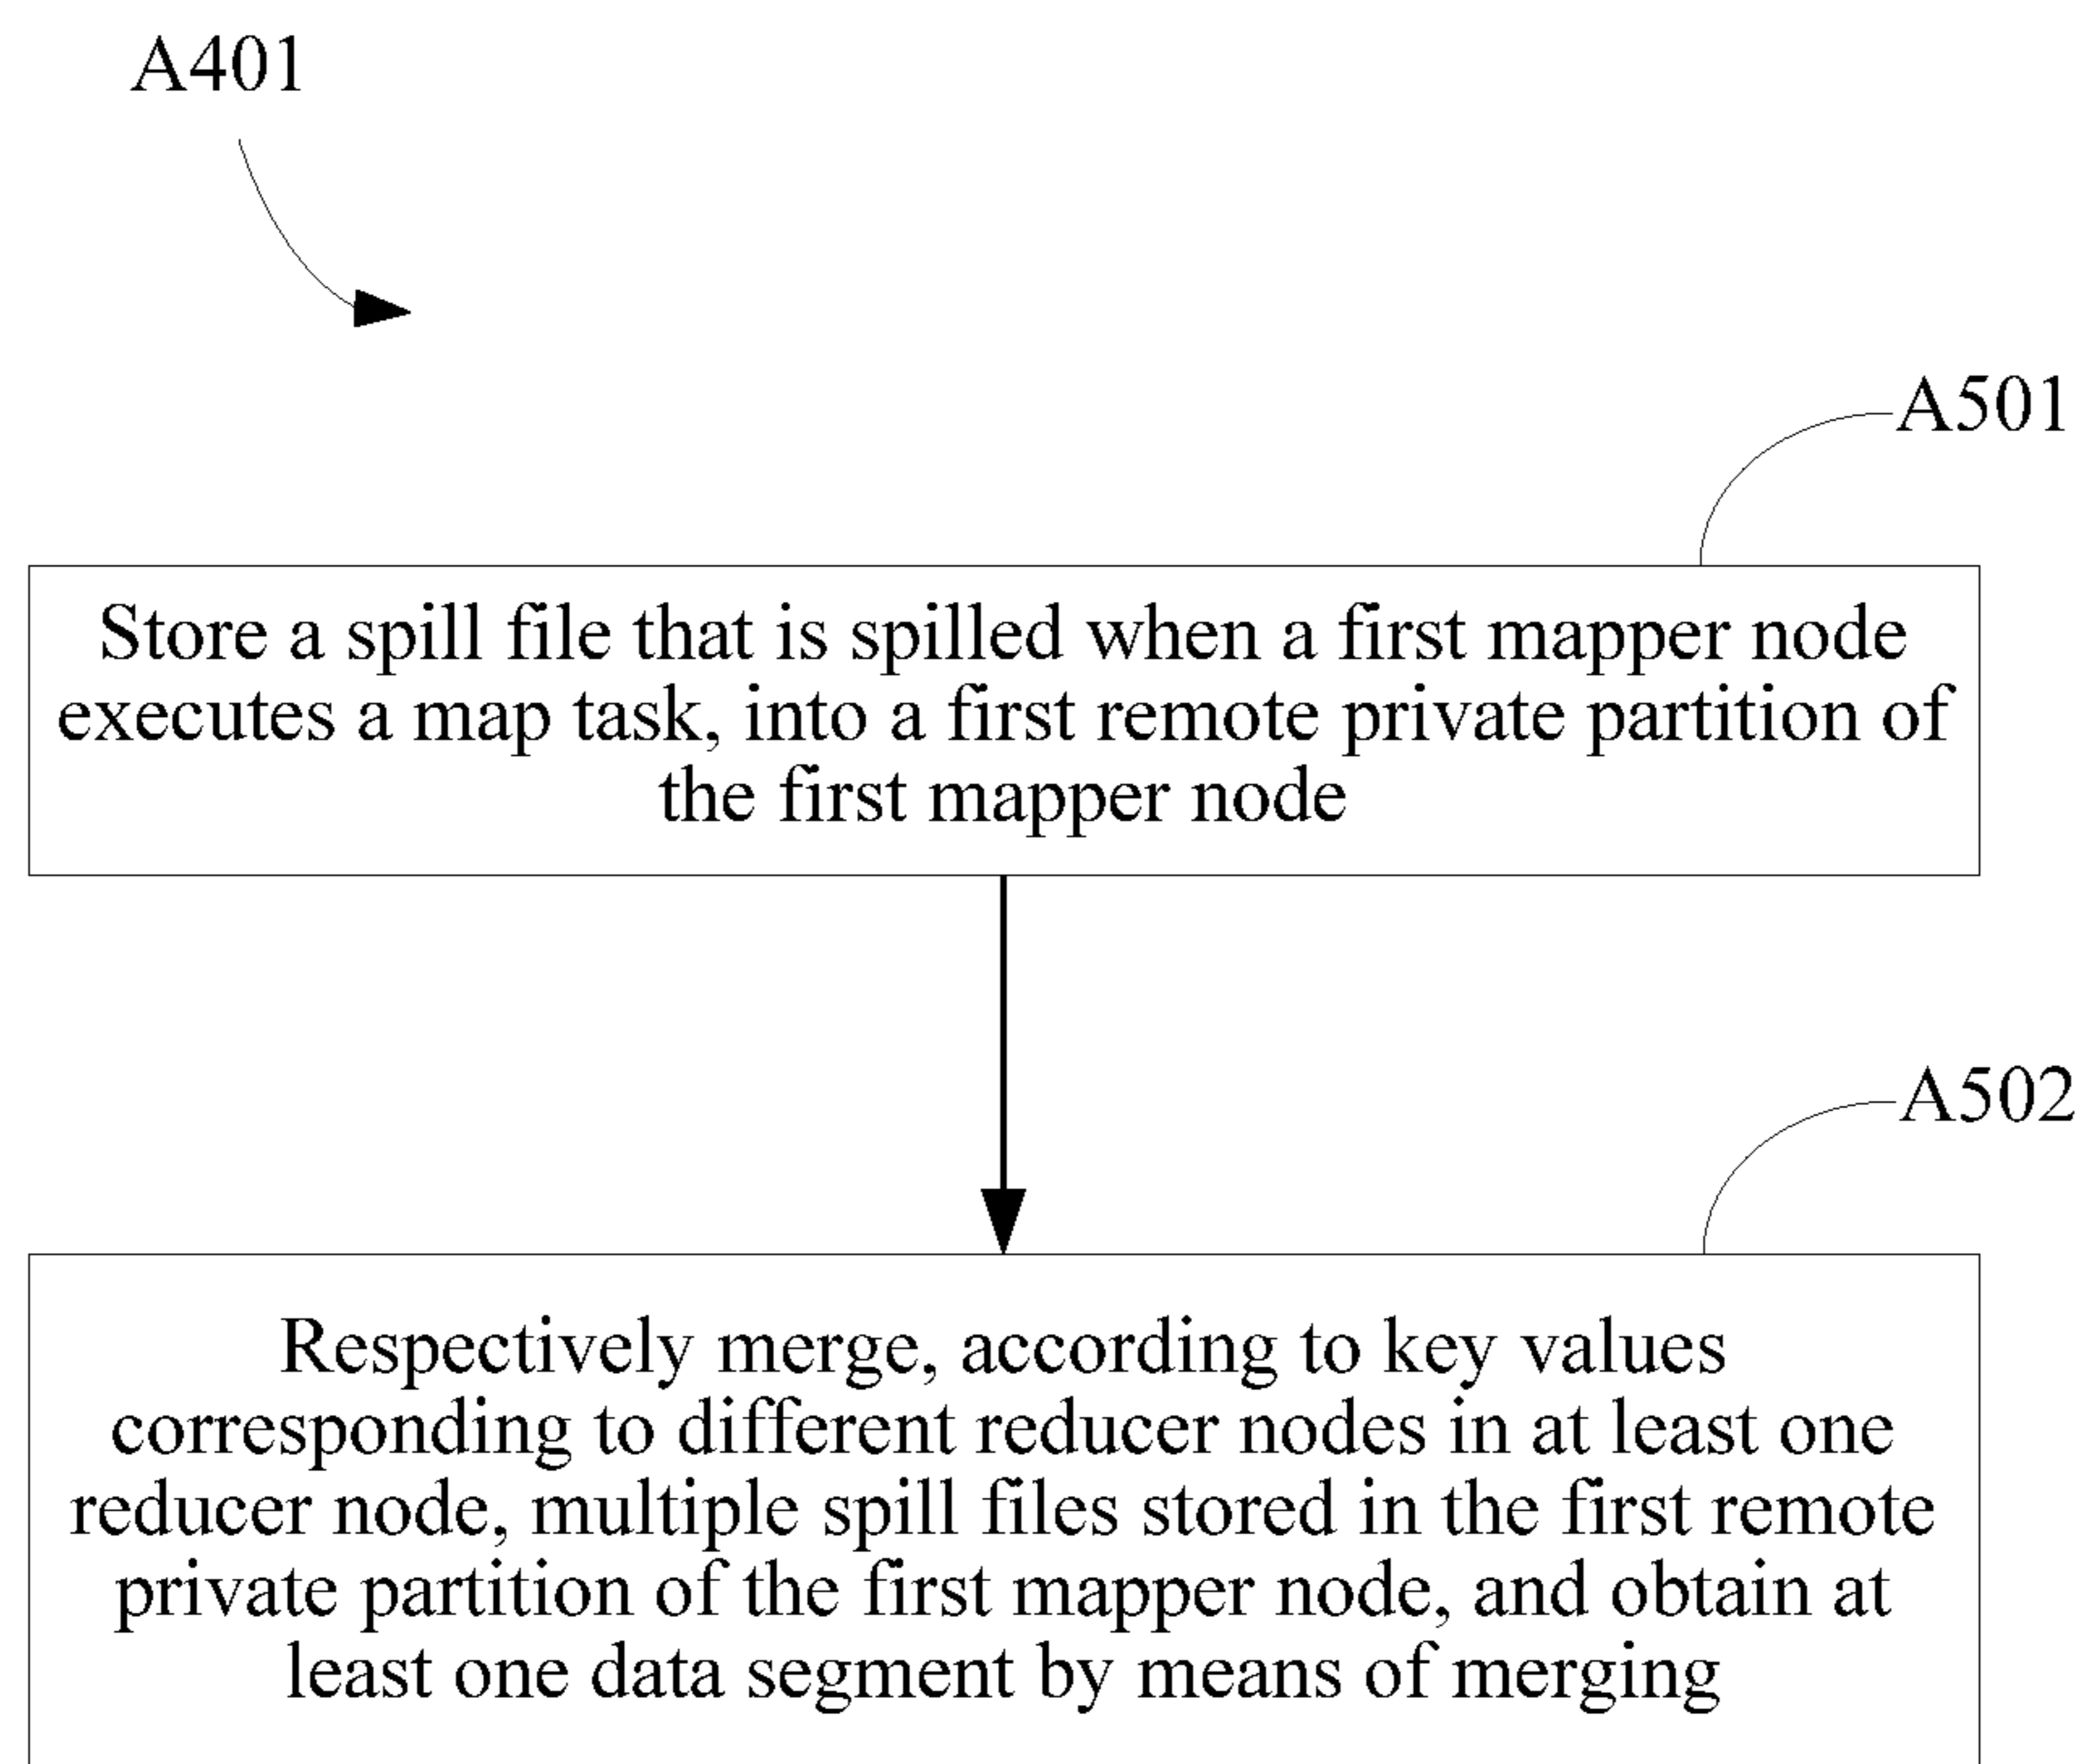 A401
A501
Store a spill file that is spilled when a first mapper node
executes a map task, into a first remote private partition of
the first mapper node
A502
Respectively merge, according to key values
corresponding to different reducer nodes in at least one
reducer node, multiple spill files stored in the first remote
private partition of the first mapper node, and obtain at
least one data segment by means of merging